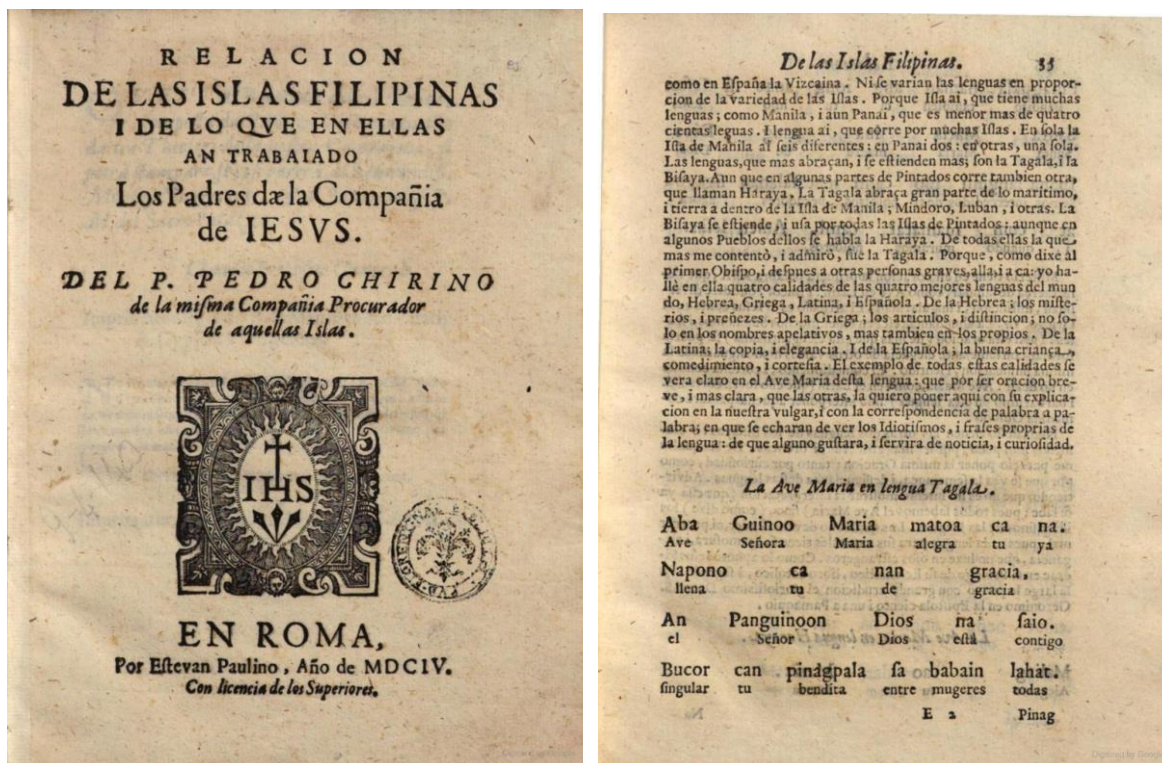 RELACION
DE LAS ISLAS FILIPINAS
I DE LO QVE EN ELLAS
AN TRABAIADO
Los Padres dæ la Compañia
de IESVS.
DEL P. PEDRO CHIRINO
de la miſma Compañia Procurador
de aquellas Islas.
IHS
EN ROMA,
Por Eſtevan Paulino, Año de MDCIV.
Con licencia de los Superiores.
De las Islas Filipinas. 35
como en Eſpaña la Vizcaina. Ni ſe varian las lenguas en propor-
cion de la variedad de las Iſlas. Porque Iſla ai, que tiene muchas
lenguas; como Manila, i aun Panai, que es menor mas de quatro
cientas leguas. I lengua ai, que corre por muchas Iſlas. En ſola la
Iſla de Manila ai ſeis diferentes: en Panai dos: en otras, una ſola.
Las lenguas, que mas abraçan, i ſe eſtienden mas; ſon la Tagala, i la
Biſaya. Aun que en algunas partes de Pintados corre tambien otra,
que llaman Haraya. La Tagala abraça gran parte de lo maritimo,
i tierra a dentro de la Iſla de Manila; Mindoro, Luban, i otras. La
Biſaya ſe eſtiende, i uſa por todas las Iſlas de Pintados: aunque en
algunos Pueblos dellos ſe habla la Haraya. De todas ellas la que
mas me contentò, i admirò, fue la Tagala. Porque, como dixe al
primer Obiſpo, i deſpues a otras perſonas graves, alla, i a ca: yo ha-
llè en ella quatro calidades de las quatro mejores lenguas del mun
do, Hebrea, Griega, Latina, i Eſpañola. De la Hebrea; los miſte-
rios, i preñezes. De la Griega; los articulos, i diſtincion; no ſo-
lo en los nombres apelativos, mas tambien en los propios. De la
Latina; la copia, i elegancia. I de la Eſpañola; la buena criança,
comedimiento, i corteſia. El exemplo de todas eſtas calidades ſe
vera claro en el Ave Maria deſta lengua: que por ſer oracion bre-
ve, i mas clara, que las otras, la quiero poner aqui con ſu explica-
cion en la nueſtra vulgar, i con la correſpondencia de palabra a pa-
labra; en que ſe echaran de ver los Idiotiſmos, i fraſes proprias de
la lengua: de que alguno guſtara, i ſervira de noticia, i curioſidad.
La Ave Maria en lengua Tagala.
Aba Guinoo Maria matoa ca na.
Ave Señora Maria alegra tu ya
Napono ca nan gracia,
llena tu de gracia
An Panguinoon Dios na ſaio.
el Señor Dios eſtà contigo
Bucor can pinagpala ſa babain lahat.
ſingular tu bendita entre mugeres todas
E 2 Pinag